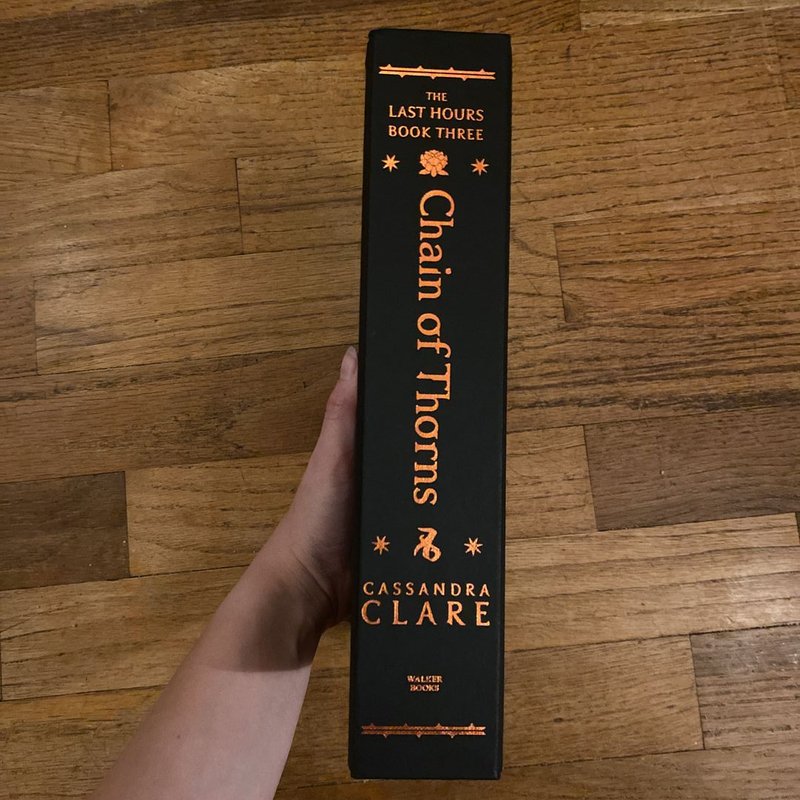 THE
LAST HOURS
BOOK THREE
Chain of Thorns
CASSANDRA
CLARE
WALKER
BOOKS